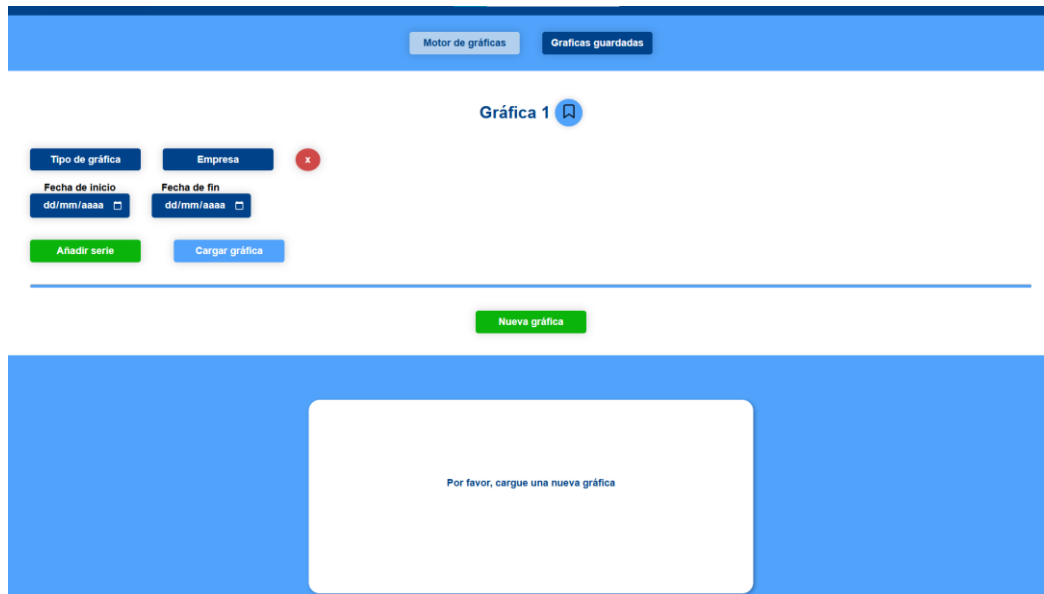 Motor de gráficas Graficas guardadas
Gráfica 1
Tipo de gráfica Empresa x
Fecha de inicio Fecha de fin
dd/mm/aaaa dd/mm/aaaa
Añadir serie Cargar gráfica
Nueva gráfica
Por favor, cargue una nueva gráfica